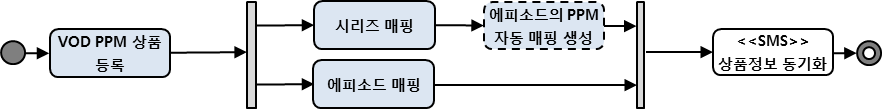 VOD PPM 상품
등록
시리즈 매핑
에피소드의 PPM
자동 매핑 생성
에피소드 매핑
<<SMS>>
상품정보 동기화